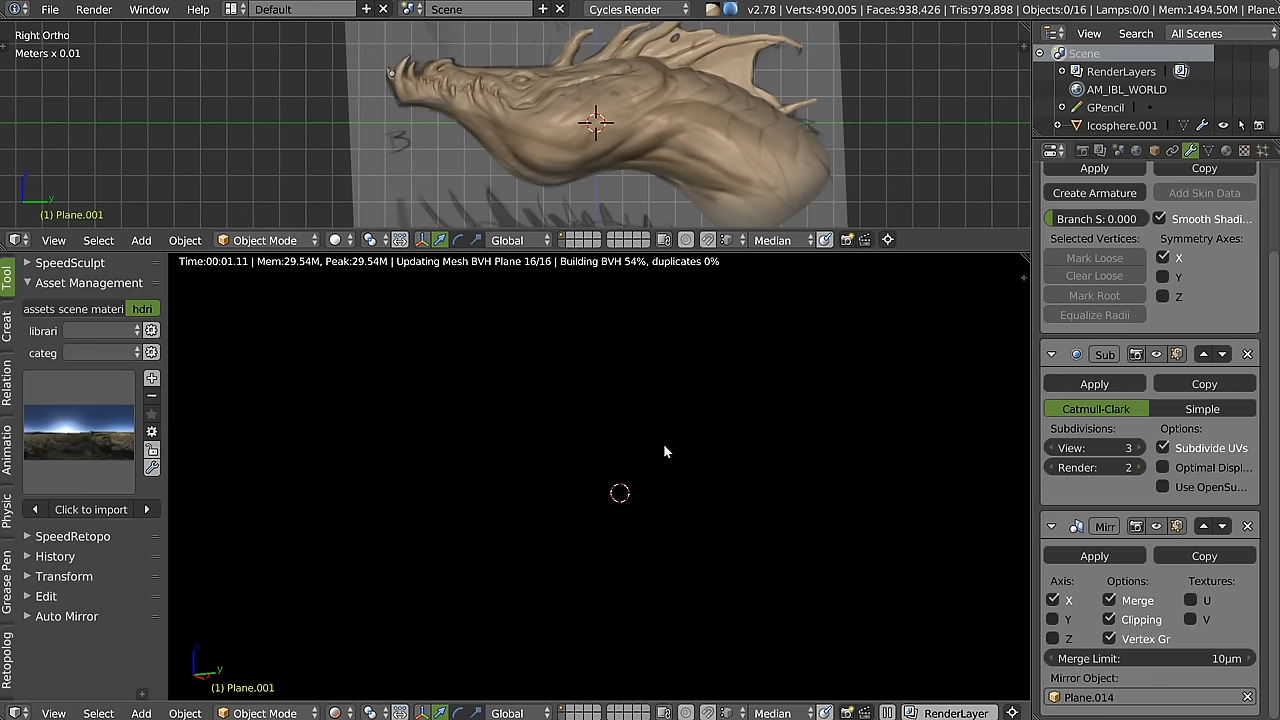 File Render Window Help Default Scene Cycles Render v2.78 | Verts:490,005 | Faces:938,426 | Tris:979,898 | Objects:0/16 | Lamps:0/0 | Mem:1494.50M | Plane.
Right Ortho
Meters x 0.01
B
(1) Plane.001
View Select Add Object Object Mode Global Median
View Search All Scenes
Scene
RenderLayers
AM_IBL_WORLD
GPencil
Icosphere.001
Tool
Creat
Relation
Animatio
Physic
Grease Pen
Retopolog
SpeedSculpt
Asset Management
assets scene materi hdri
librari
categ
Click to import
SpeedRetopo
History
Transform
Edit
Auto Mirror
Time:00:01.11 | Mem:29.54M, Peak:29.54M | Updating Mesh BVH Plane 16/16 | Building BVH 54%, duplicates 0%
z
y
(1) Plane.001
View Select Add Object Object Mode Global Median RenderLayer
Apply Copy
Create Armature Add Skin Data
Branch S: 0.000 Smooth Shadi...
Selected Vertices: Symmetry Axes:
Mark Loose X
Clear Loose Y
Mark Root Z
Equalize Radii
Sub
Apply Copy
Catmull-Clark Simple
Subdivisions: Options:
View: 3 Subdivide UVs
Render: 2 Optimal Displ...
Use OpenSu...
Mirr
Apply Copy
Axis: Options: Textures:
X Merge U
Y Clipping V
Z Vertex Gr
Merge Limit: 10µm
Mirror Object:
Plane.014